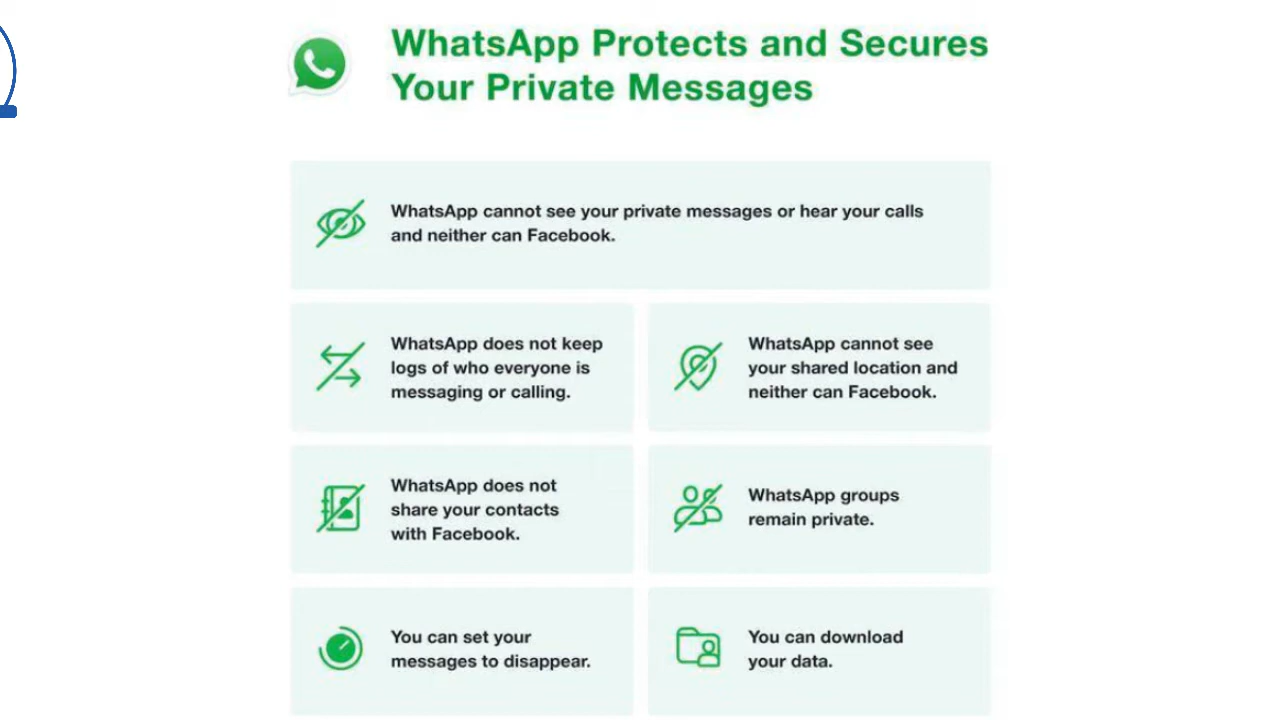 WhatsApp Protects and Secures
Your Private Messages
WhatsApp cannot see your private messages or hear your calls
and neither can Facebook.
WhatsApp does not keep
logs of who everyone is
messaging or calling.
WhatsApp cannot see
your shared location and
neither can Facebook.
WhatsApp does not
share your contacts
with Facebook.
WhatsApp groups
remain private.
You can set your
messages to disappear.
You can download
your data.